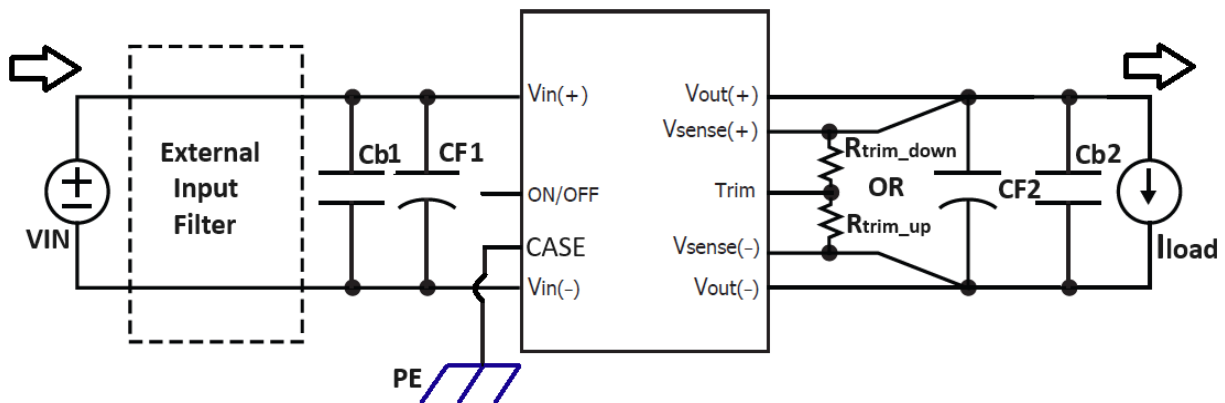 External
Input
Filter
VIN
Cb1
CF1
Vin(+)
ON/OFF
CASE
Vin(−)
PE
Vout(+)
Vsense(+)
Trim
Vsense(−)
Vout(−)
Rtrim_down
OR
Rtrim_up
CF2
Cb2
Iload